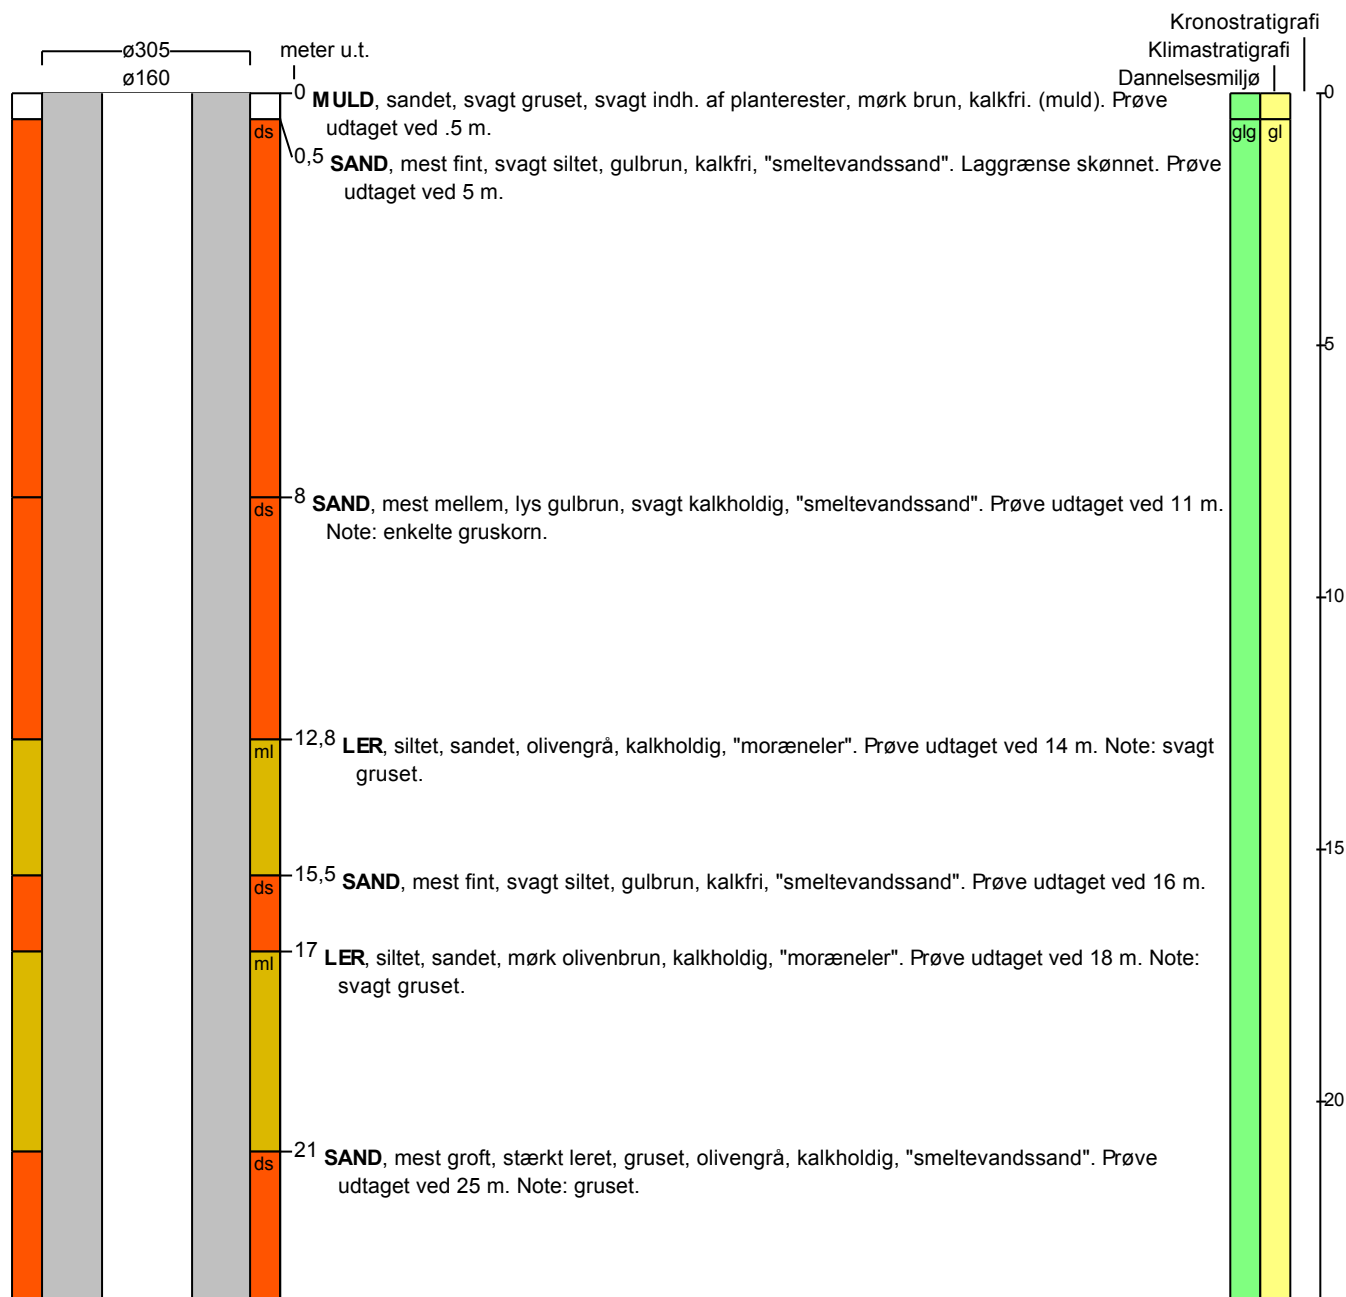 Kronostratigrafi
Klimastratigrafi
Dannelsesmiljø
ø305
ø160
meter u.t.
0 MULD, sandet, svagt gruset, svagt indh. af planterester, mørk brun, kalkfri. (muld). Prøve
udtaget ved .5 m.
ds
0,5 SAND, mest fint, svagt siltet, gulbrun, kalkfri, "smeltevandssand". Laggrænse skønnet. Prøve
udtaget ved 5 m.
8 SAND, mest mellem, lys gulbrun, svagt kalkholdig, "smeltevandssand". Prøve udtaget ved 11 m.
ds
Note: enkelte gruskorn.
12,8 LER, siltet, sandet, olivengrå, kalkholdig, "moræneler". Prøve udtaget ved 14 m. Note: svagt
ml
gruset.
15,5 SAND, mest fint, svagt siltet, gulbrun, kalkfri, "smeltevandssand". Prøve udtaget ved 16 m.
ds
17 LER, siltet, sandet, mørk olivenbrun, kalkholdig, "moræneler". Prøve udtaget ved 18 m. Note:
ml
svagt gruset.
21 SAND, mest groft, stærkt leret, gruset, olivengrå, kalkholdig, "smeltevandssand". Prøve
ds
udtaget ved 25 m. Note: gruset.
glg
gl
0
5
10
15
20